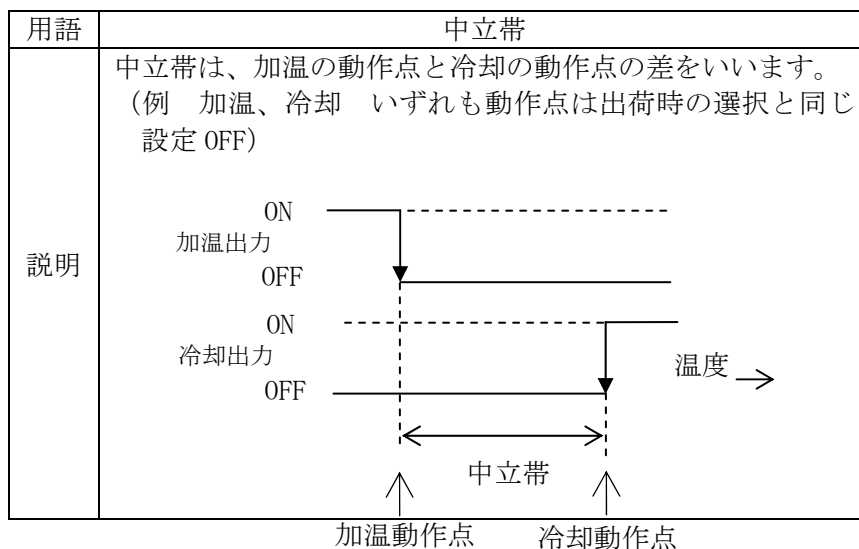 用語 中立帯
説明
中立帯は、加温の動作点と冷却の動作点の差をいいます。
（例　加温、冷却　いずれも動作点は出荷時の選択と同じ
設定 OFF）
ON
加温出力
OFF
ON
冷却出力
OFF
温度
中立帯
加温動作点 冷却動作点